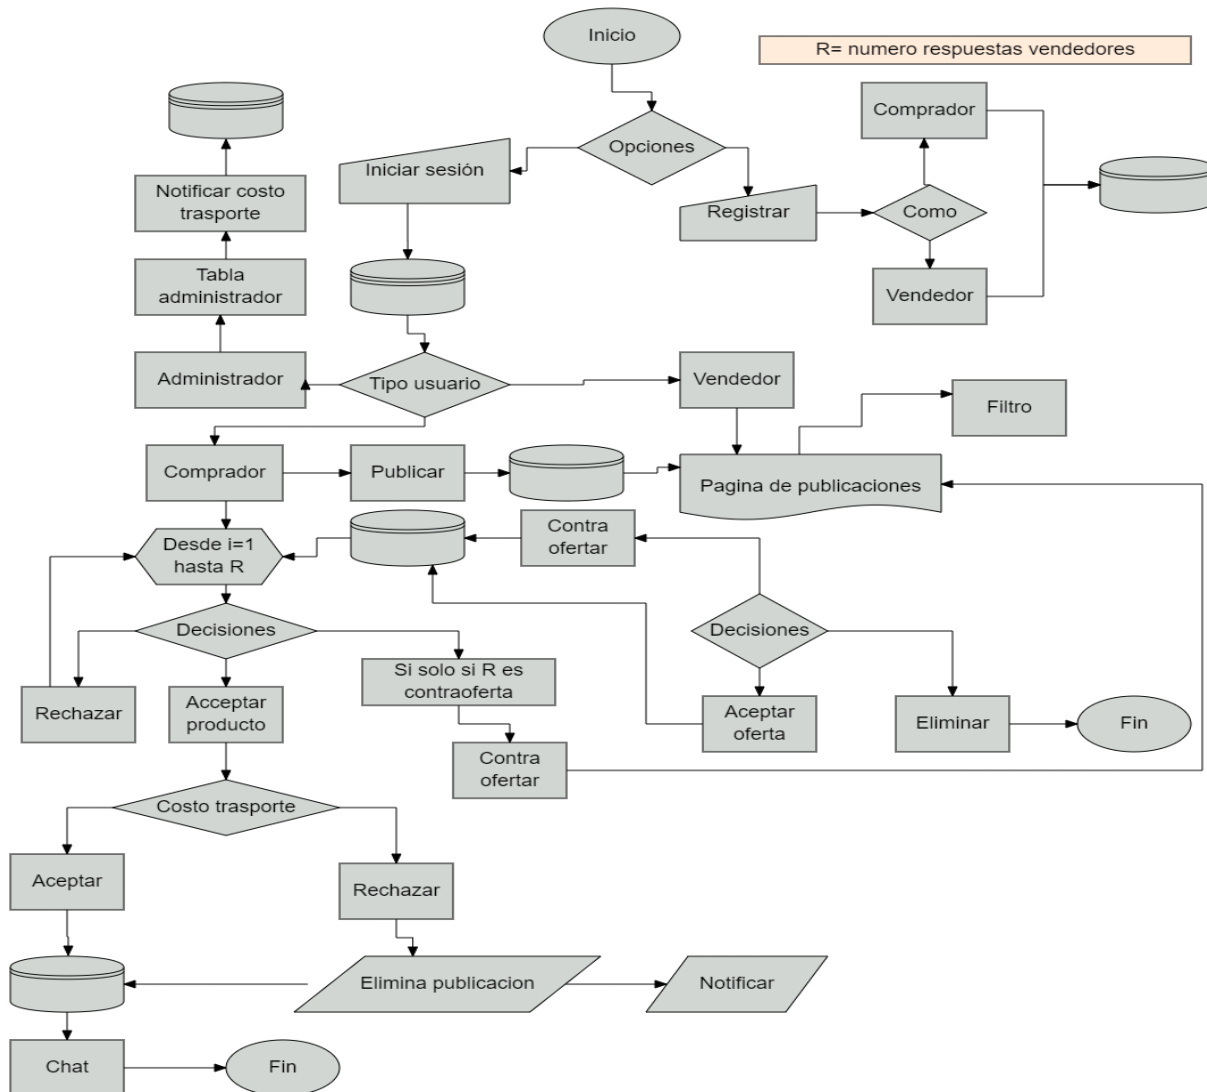 Inicio
R= numero respuestas vendedores
Comprador
Opciones
Iniciar sesión
Notificar costo
trasporte
Registrar
Como
Tabla
administrador
Vendedor
Administrador
Tipo usuario
Vendedor
Filtro
Comprador
Publicar
Pagina de publicaciones
Desde i=1
hasta R
Contra
ofertar
Decisiones
Decisiones
Si solo si R es
contraoferta
Rechazar
Acceptar
producto
Aceptar
oferta
Eliminar
Fin
Contra
ofertar
Costo trasporte
Aceptar
Rechazar
Elimina publicacion
Notificar
Chat
Fin